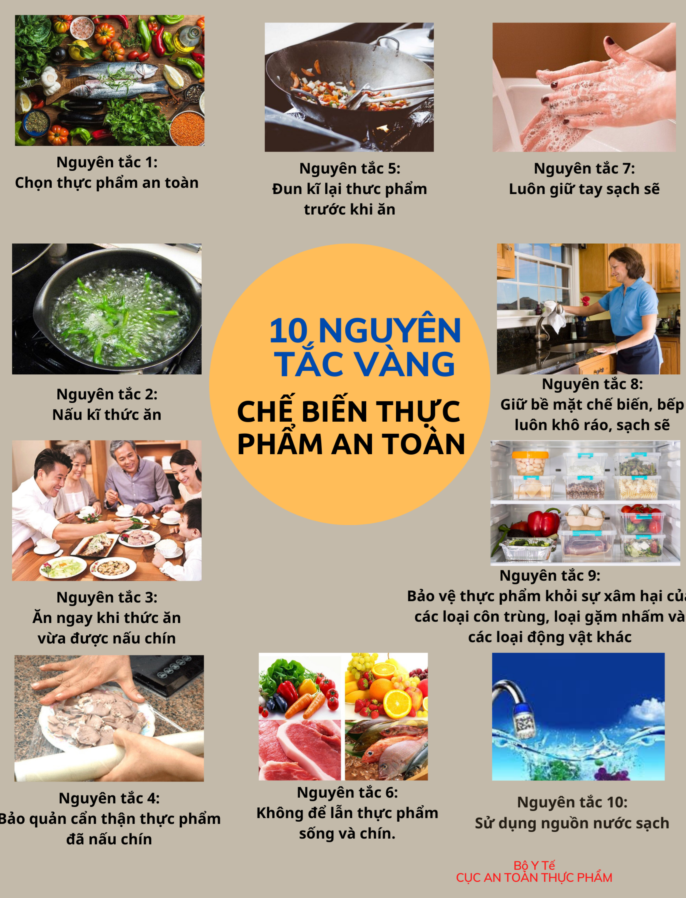 10 NGUYÊN
TẮC VÀNG
CHẾ BIẾN THỰC
PHẨM AN TOÀN
Nguyên tắc 1:
Chọn thực phẩm an toàn
Nguyên tắc 2:
Nấu kĩ thức ăn
Nguyên tắc 3:
Ăn ngay khi thức ăn
vừa được nấu chín
Nguyên tắc 4:
Bảo quản cẩn thận thực phẩm
đã nấu chín
Nguyên tắc 5:
Đun kĩ lại thưc phẩm
trước khi ăn
Nguyên tắc 6:
Không để lẫn thực phẩm
sống và chín.
Nguyên tắc 7:
Luôn giữ tay sạch sẽ
Nguyên tắc 8:
Giữ bề mặt chế biến, bếp
luôn khô ráo, sạch sẽ
Nguyên tắc 9:
Bảo vệ thực phẩm khỏi sự xâm hại của
các loại côn trùng, loại gặm nhấm và
các loại động vật khác
Nguyên tắc 10:
Sử dụng nguồn nước sạch
Bộ Y Tế
CỤC AN TOÀN THỰC PHẨM